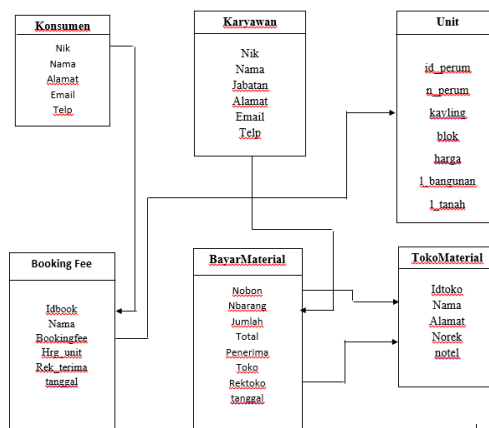 Konsumen
Nik
Nama
Alamat
Email
Telp
Karyawan
Nik
Nama
Jabatan
Alamat
Email
Telp
Unit
id_perum
n_perum
kavling
blok
harga
l_bangunan
l_tanah
Booking Fee
Idbook
Nama
Bookingfee
Hrg_unit
Rek_terima
tanggal
BayarMaterial
Nobon
Nbarang
Jumlah
Total
Penerima
Toko
Rektoko
tanggal
TokoMaterial
Idtoko
Nama
Alamat
Norek
notel